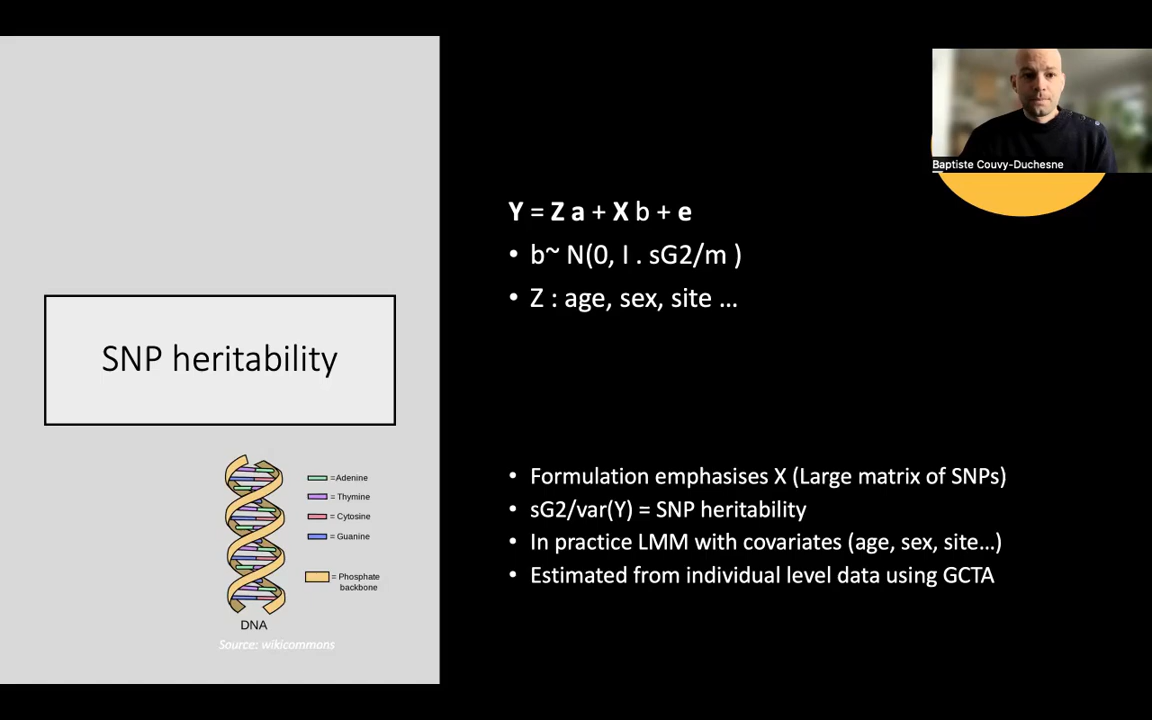 Baptiste Couvy-Duchesne
Y = Z a + X b + e
• b~ N(0, I . sG2/m )
• Z : age, sex, site ...
SNP heritability
=Adenine
=Thymine
=Cytosine
=Guanine
=Phosphate
backbone
DNA
Source: wikicommons
• Formulation emphasises X (Large matrix of SNPs)
• sG2/var(Y) = SNP heritability
• In practice LMM with covariates (age, sex, site...)
• Estimated from individual level data using GCTA